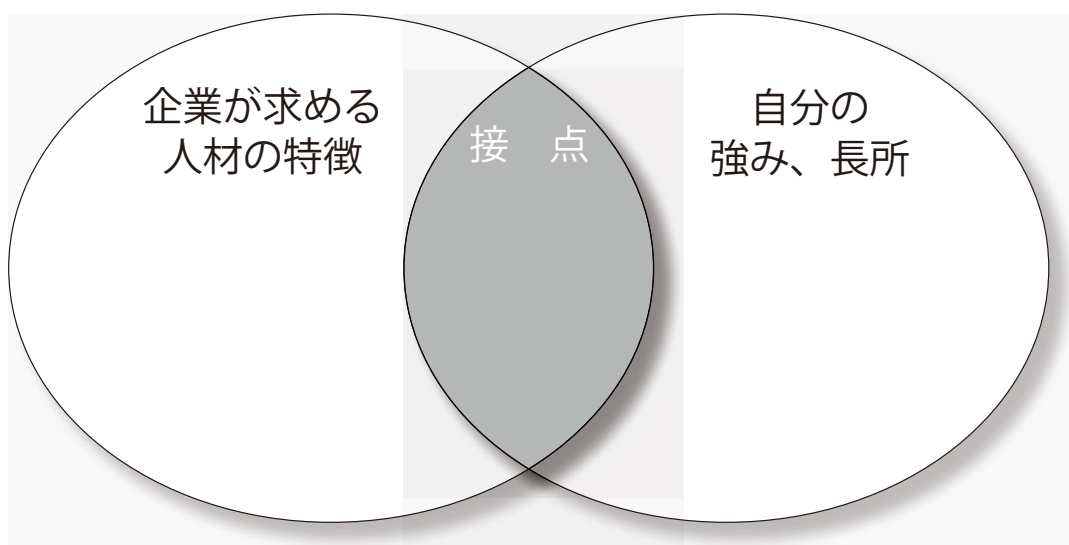 企業が求める
人材の特徴
接　点
自分の
強み、長所